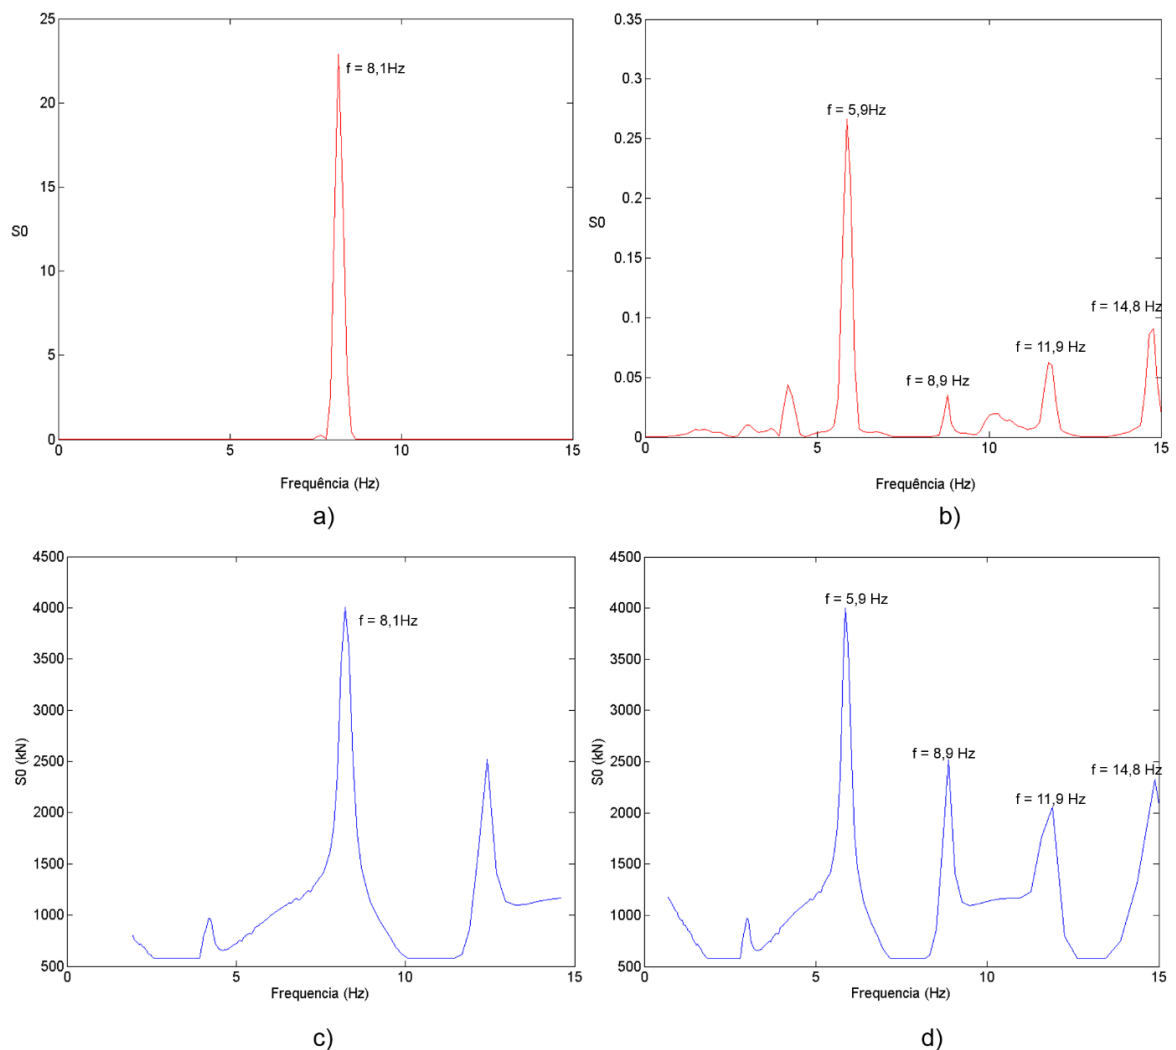 25
20
15
10
5
0
S0
f = 8,1Hz
0 5 10 15
Frequência (Hz)
a)
0.35
0.3
0.25
0.2
0.15
0.1
0.05
0
S0
f = 5,9Hz
f = 8,9 Hz
f = 11,9 Hz
f = 14,8 Hz
0 5 10 15
Frequência (Hz)
b)
4500
4000
3500
3000
2500
2000
1500
1000
500
S0 (kN)
f = 8,1Hz
0 5 10 15
Frequencia (Hz)
c)
4500
4000
3500
3000
2500
2000
1500
1000
500
S0 (kN)
f = 5,9 Hz
f = 8,9 Hz
f = 11,9 Hz
f = 14,8 Hz
0 5 10 15
Frequencia (Hz)
d)